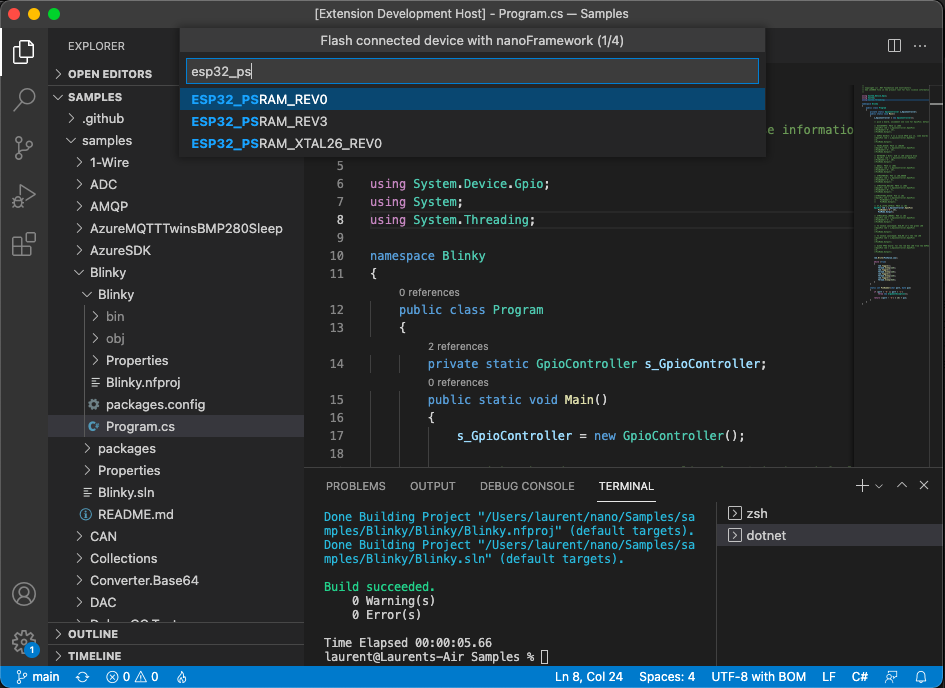 [Extension Development Host] - Program.cs — Samples
Flash connected device with nanoFramework (1/4)
esp32_ps
ESP32_PSRAM_REV0
ESP32_PSRAM_REV3
ESP32_PSRAM_XTAL26_REV0
EXPLORER
OPEN EDITORS
SAMPLES
.github
samples
1-Wire
ADC
AMQP
AzureMQTTTwinsBMP280Sleep
AzureSDK
Blinky
Blinky
bin
obj
Properties
Blinky.nfproj
packages.config
Program.cs
packages
Properties
Blinky.sln
README.md
CAN
Collections
Converter.Base64
DAC
OUTLINE
TIMELINE
e information
5
6 using System.Device.Gpio;
7 using System;
8 using System.Threading;
9
10 namespace Blinky
11 {
0 references
12 public class Program
13 {
2 references
14 private static GpioController s_GpioController;
0 references
15 public static void Main()
16 {
17 s_GpioController = new GpioController();
18
PROBLEMS OUTPUT DEBUG CONSOLE TERMINAL
Done Building Project "/Users/laurent/nano/Samples/sa
mples/Blinky/Blinky/Blinky.nfproj" (default targets).
Done Building Project "/Users/laurent/nano/Samples/sa
mples/Blinky/Blinky.sln" (default targets).
Build succeeded.
0 Warning(s)
0 Error(s)
Time Elapsed 00:00:05.66
laurent@Laurents-Air Samples %
zsh
dotnet
1
main 0 0 Ln 8, Col 24 Spaces: 4 UTF-8 with BOM LF C#